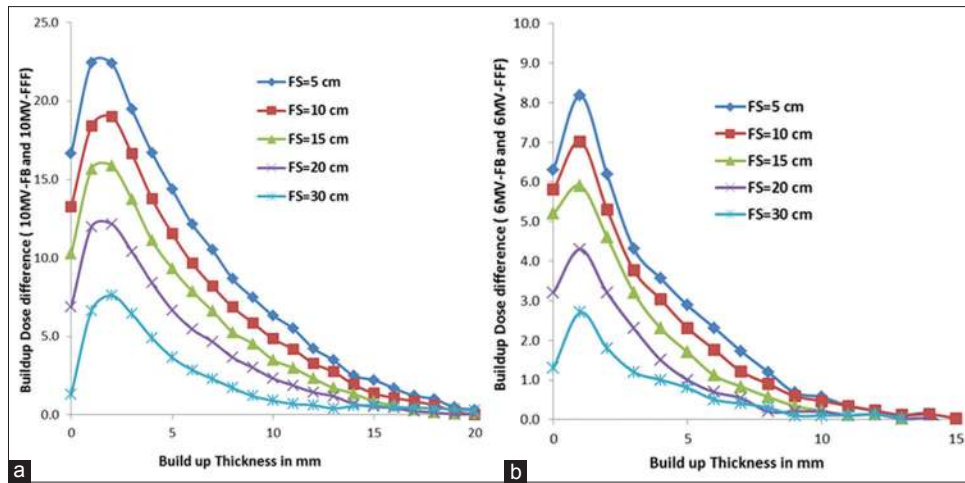 25.0
20.0
15.0
10.0
5.0
0.0
Buildup Dose difference ( 10MV-FB and 10MV-FFF)
FS=5 cm
FS=10 cm
FS=15 cm
FS=20 cm
FS=30 cm
0 5 10 15 20
Build up Thickness in mm
a
10.0
9.0
8.0
7.0
6.0
5.0
4.0
3.0
2.0
1.0
0.0
Buildup Dose difference ( 6MV-FB and 6MV-FFF)
FS=5 cm
FS=10 cm
FS=15 cm
FS=20 cm
FS=30 cm
0 5 10 15
Build up Thickness in mm
b